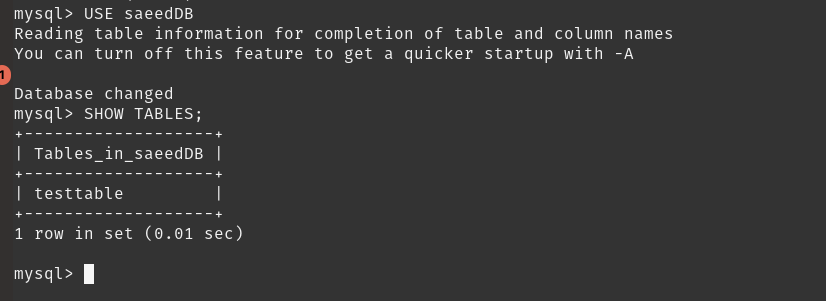 mysql> USE saeedDB
Reading table information for completion of table and column names
You can turn off this feature to get a quicker startup with -A
1
Database changed
mysql> SHOW TABLES;
+-------------------+
| Tables_in_saeedDB |
+-------------------+
| testtable         |
+-------------------+
1 row in set (0.01 sec)
mysql>